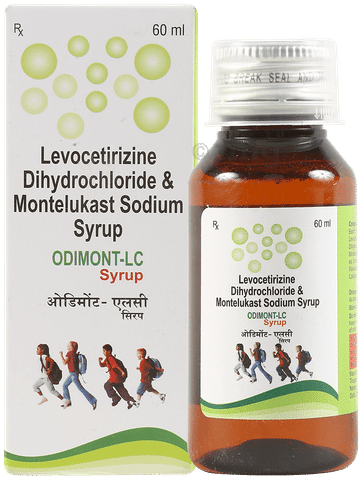 Rx
60 ml
Levocetirizine
Dihydrochloride &
Montelukast Sodium
Syrup
ODIMONT-LC
Syrup
ओडिमोंट- एलसी
सिरप
Rx
60 ml
Levocetirizine
Dihydrochloride &
Montelukast Sodium Syrup
ODIMONT-LC
Syrup
ओडिमोंट- एलसी
सिरप